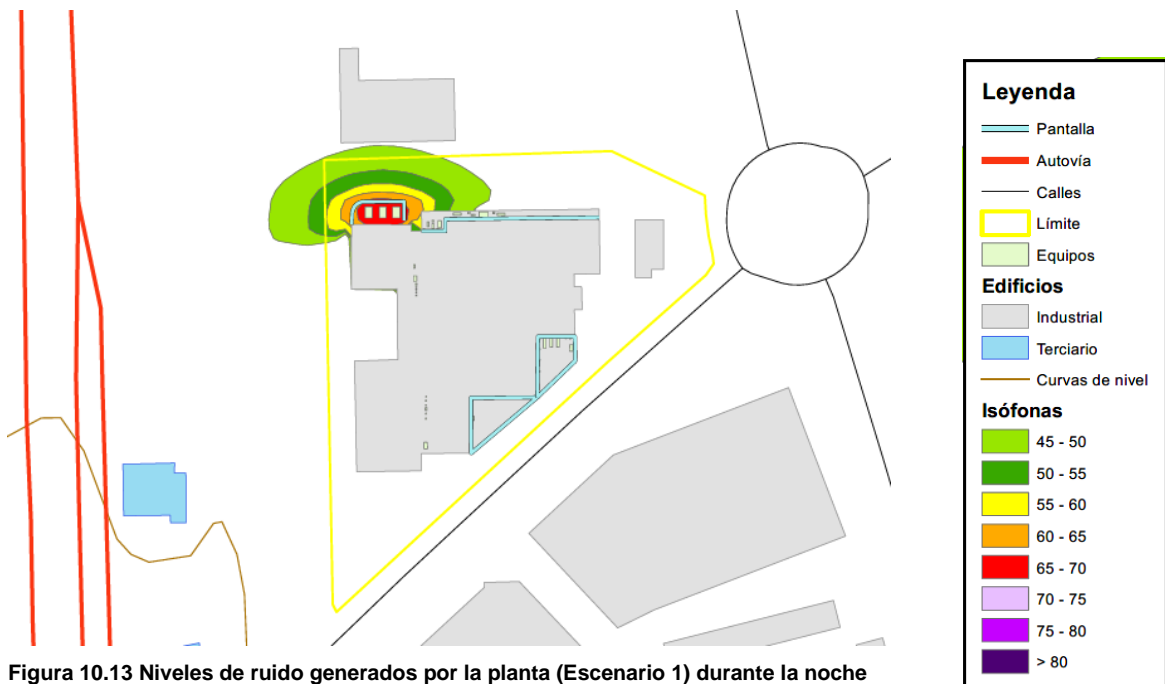 Leyenda
Pantalla
Autovía
Calles
Límite
Equipos
Edificios
Industrial
Terciario
Curvas de nivel
Isófonas
45 - 50
50 - 55
55 - 60
60 - 65
65 - 70
70 - 75
75 - 80
> 80
Figura 10.13 Niveles de ruido generados por la planta (Escenario 1) durante la noche